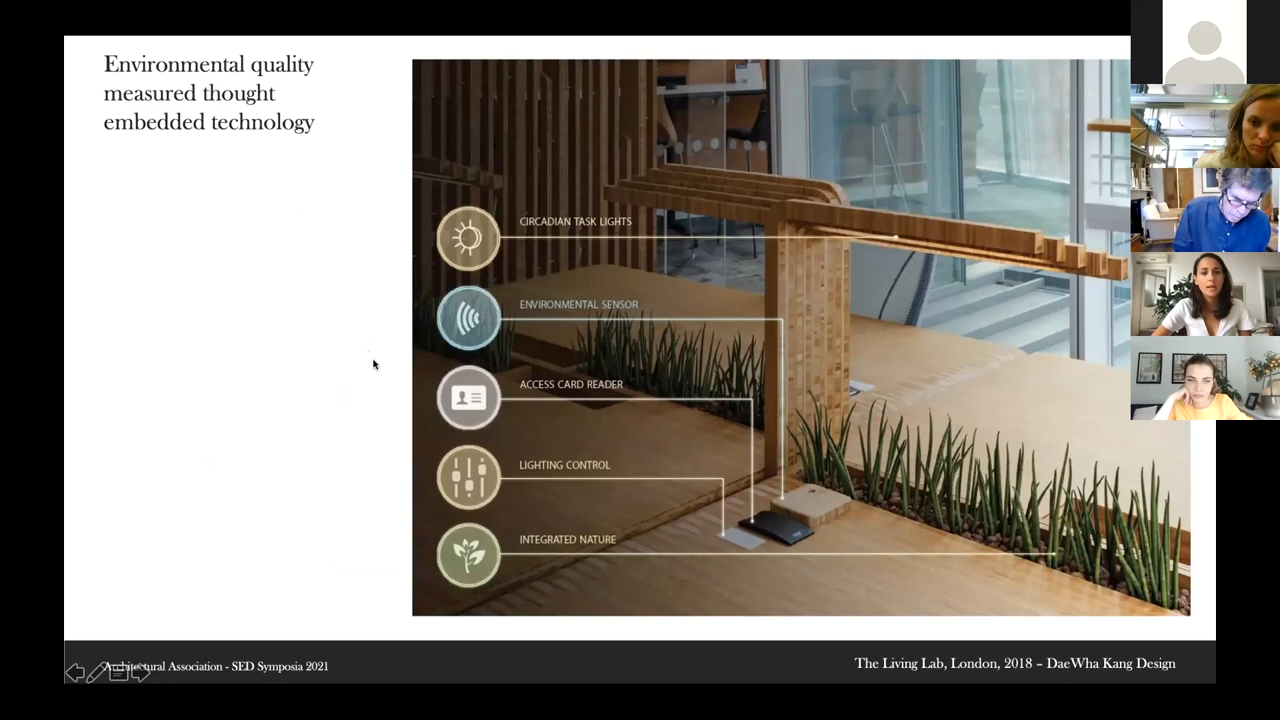 Environmental quality
measured thought
embedded technology
CIRCADIAN TASK LIGHTS
ENVIRONMENTAL SENSOR
ACCESS CARD READER
LIGHTING CONTROL
INTEGRATED NATURE
Architectural Association - SED Symposia 2021
The Living Lab, London, 2018 – DaeWha Kang Design